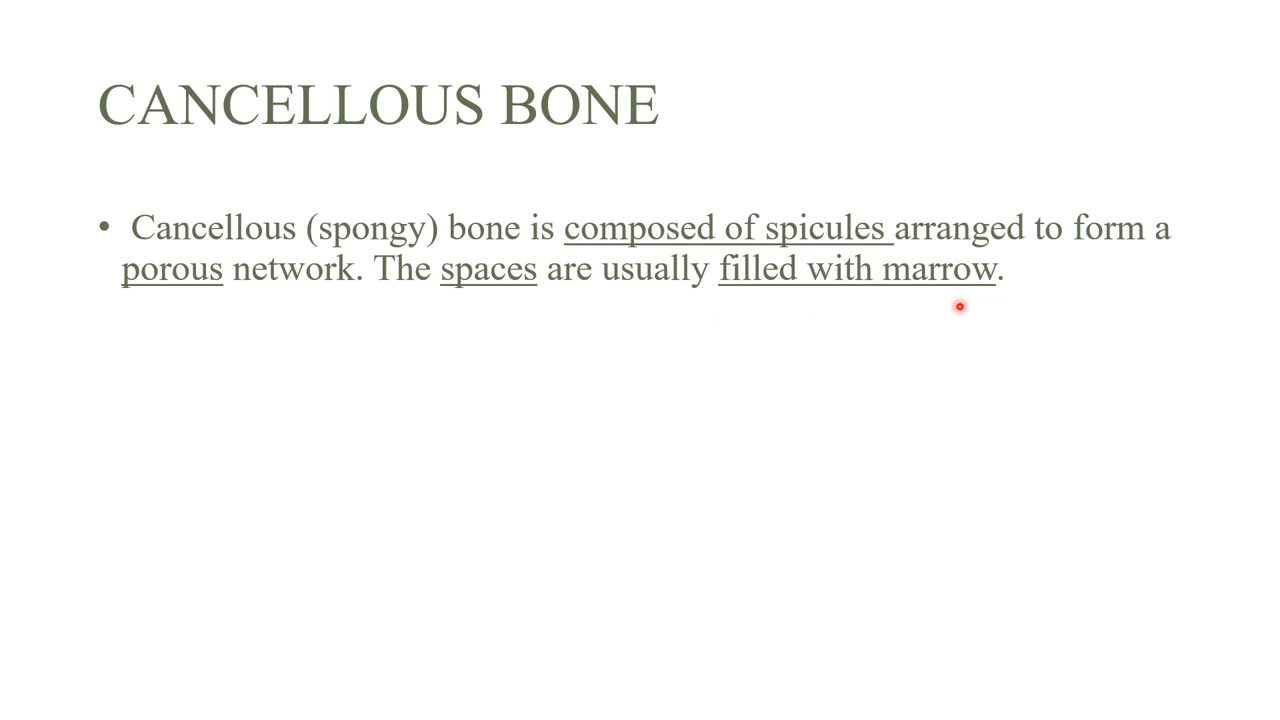 CANCELLOUS BONE
• Cancellous (spongy) bone is composed of spicules arranged to form a
porous network. The spaces are usually filled with marrow.